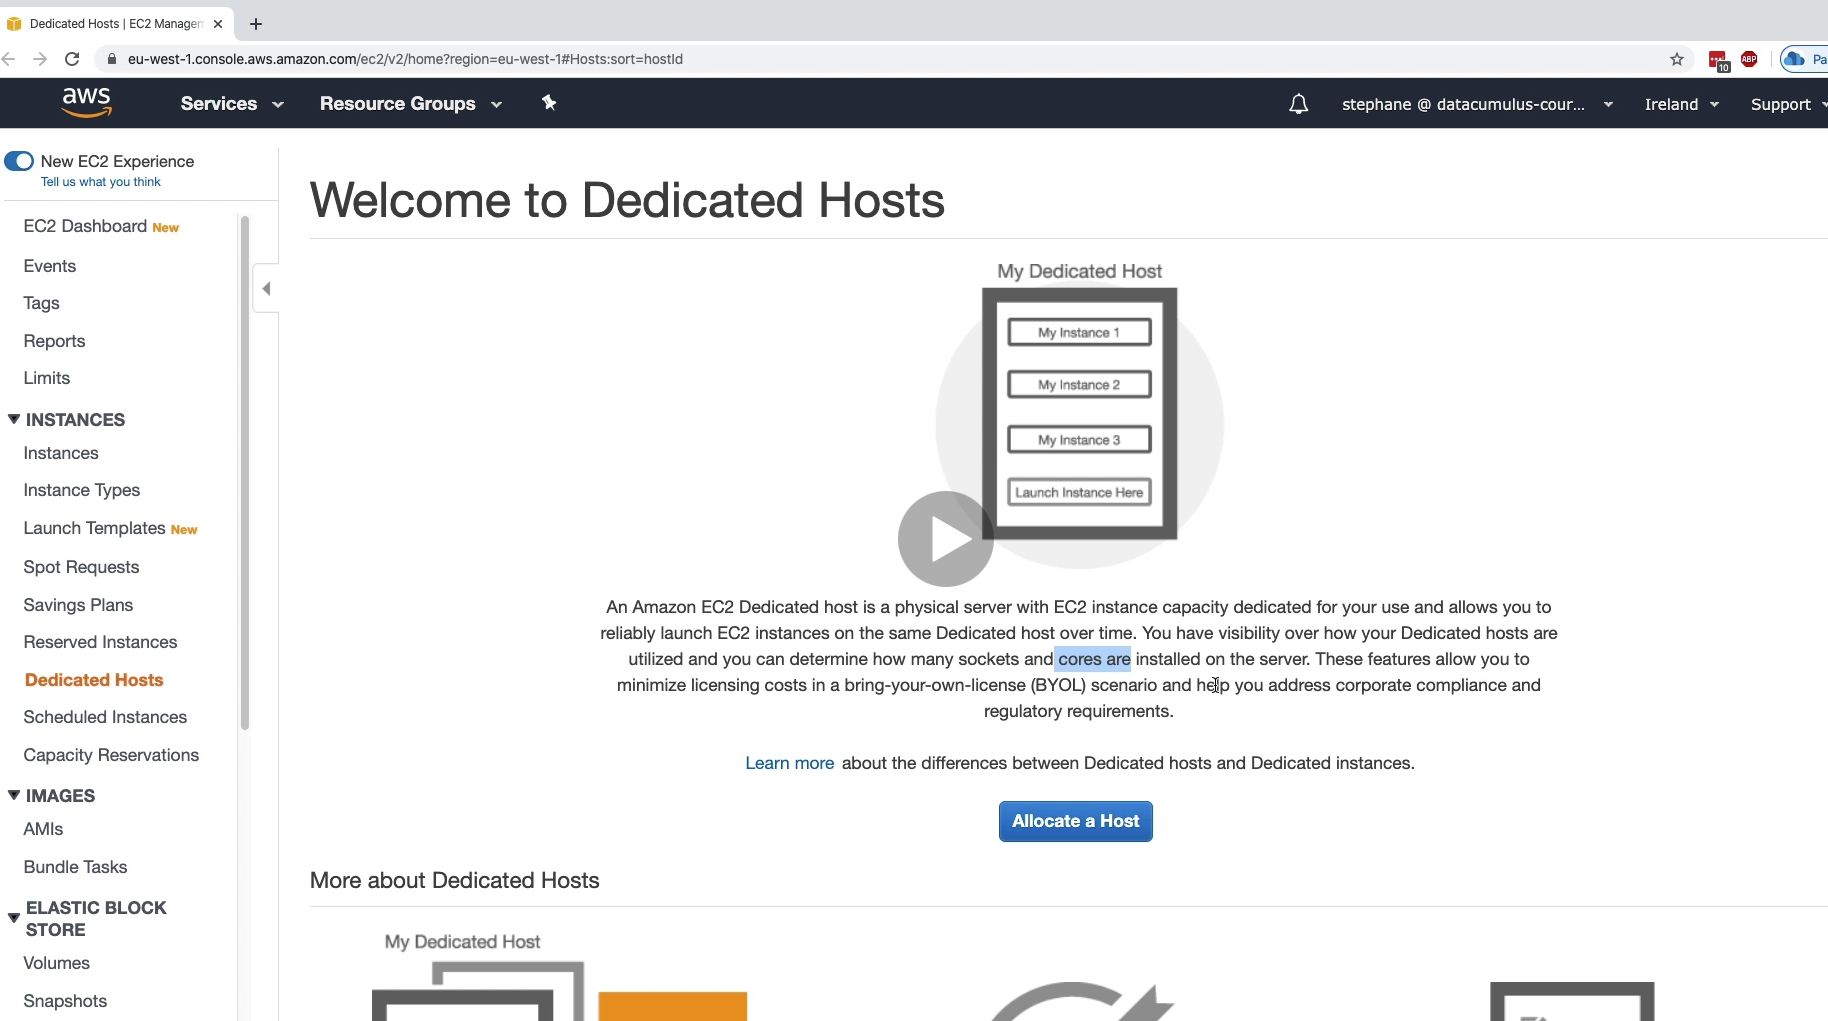 Dedicated Hosts | EC2 Managem
eu-west-1.console.aws.amazon.com/ec2/v2/home?region=eu-west-1#Hosts:sort=hostId
10
ABP
Pa
aws
Services
Resource Groups
stephane @ datacumulus-cour...
Ireland
Support
New EC2 Experience
Tell us what you think
EC2 Dashboard New
Events
Tags
Reports
Limits
INSTANCES
Instances
Instance Types
Launch Templates New
Spot Requests
Savings Plans
Reserved Instances
Dedicated Hosts
Scheduled Instances
Capacity Reservations
IMAGES
AMIs
Bundle Tasks
ELASTIC BLOCK
STORE
Volumes
Snapshots
Welcome to Dedicated Hosts
My Dedicated Host
My Instance 1
My Instance 2
My Instance 3
Launch Instance Here
An Amazon EC2 Dedicated host is a physical server with EC2 instance capacity dedicated for your use and allows you to
reliably launch EC2 instances on the same Dedicated host over time. You have visibility over how your Dedicated hosts are
utilized and you can determine how many sockets and cores are installed on the server. These features allow you to
minimize licensing costs in a bring-your-own-license (BYOL) scenario and help you address corporate compliance and
regulatory requirements.
Learn more about the differences between Dedicated hosts and Dedicated instances.
Allocate a Host
More about Dedicated Hosts
My Dedicated Host